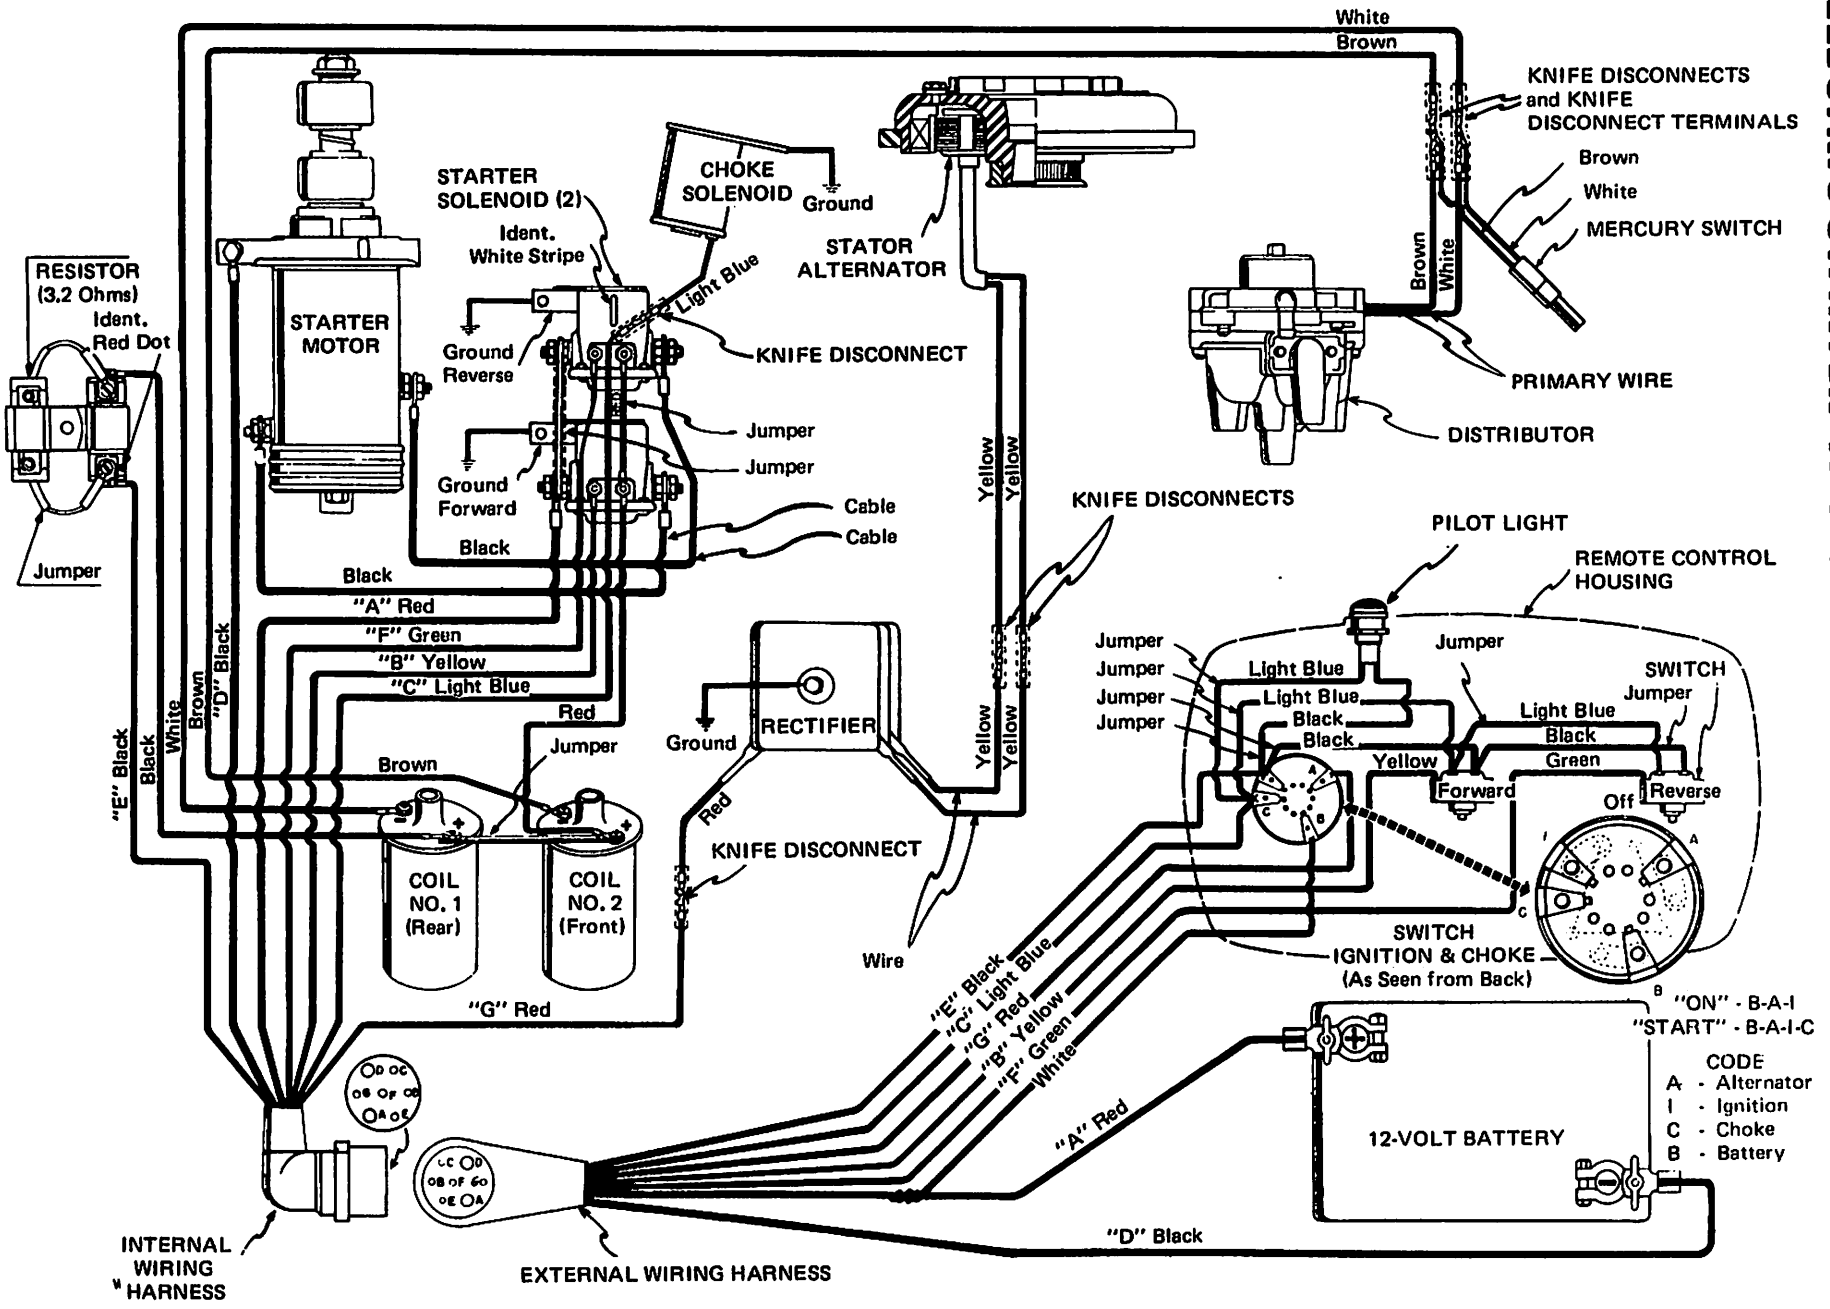 White
Brown
KNIFE DISCONNECTS
and KNIFE
DISCONNECT TERMINALS
Brown
White
MERCURY SWITCH
Brown
White
PRIMARY WIRE
DISTRIBUTOR
STARTER
SOLENOID (2)
Ident.
White Stripe
CHOKE
SOLENOID
Ground
STATOR
ALTERNATOR
Light Blue
KNIFE DISCONNECT
RESISTOR
(3.2 Ohms)
Ident.
Red Dot
STARTER
MOTOR
Ground
Reverse
Jumper
Jumper
Ground
Forward
Cable
Cable
Jumper
Black
Black
"A" Red
"F" Green
"B" Yellow
"C" Light Blue
Red
Jumper
Brown
"E" Black
Black
White
Brown
"D" Black
Yellow
Yellow
KNIFE DISCONNECTS
Yellow
Yellow
Ground
RECTIFIER
Red
KNIFE DISCONNECT
Wire
COIL
NO. 1
(Rear)
+
COIL
NO. 2
(Front)
+
"G" Red
PILOT LIGHT
REMOTE CONTROL
HOUSING
Jumper
Jumper
Jumper
Jumper
Jumper
SWITCH
Jumper
Light Blue
Light Blue
Black
Black
Light Blue
Black
Yellow
Green
Forward
Reverse
Off
A
I
C
B
A
I
C
B
SWITCH
IGNITION & CHOKE
(As Seen from Back)
"ON" - B-A-I
"START" - B-A-I-C
CODE
A - Alternator
I - Ignition
C - Choke
B - Battery
"E" Black
"C" Light Blue
"G" Red
"B" Yellow
"F" Green
White
"A" Red
12-VOLT BATTERY
"D" Black
D C
F
A E
C D
B F G
E A
INTERNAL
WIRING
HARNESS
EXTERNAL WIRING HARNESS